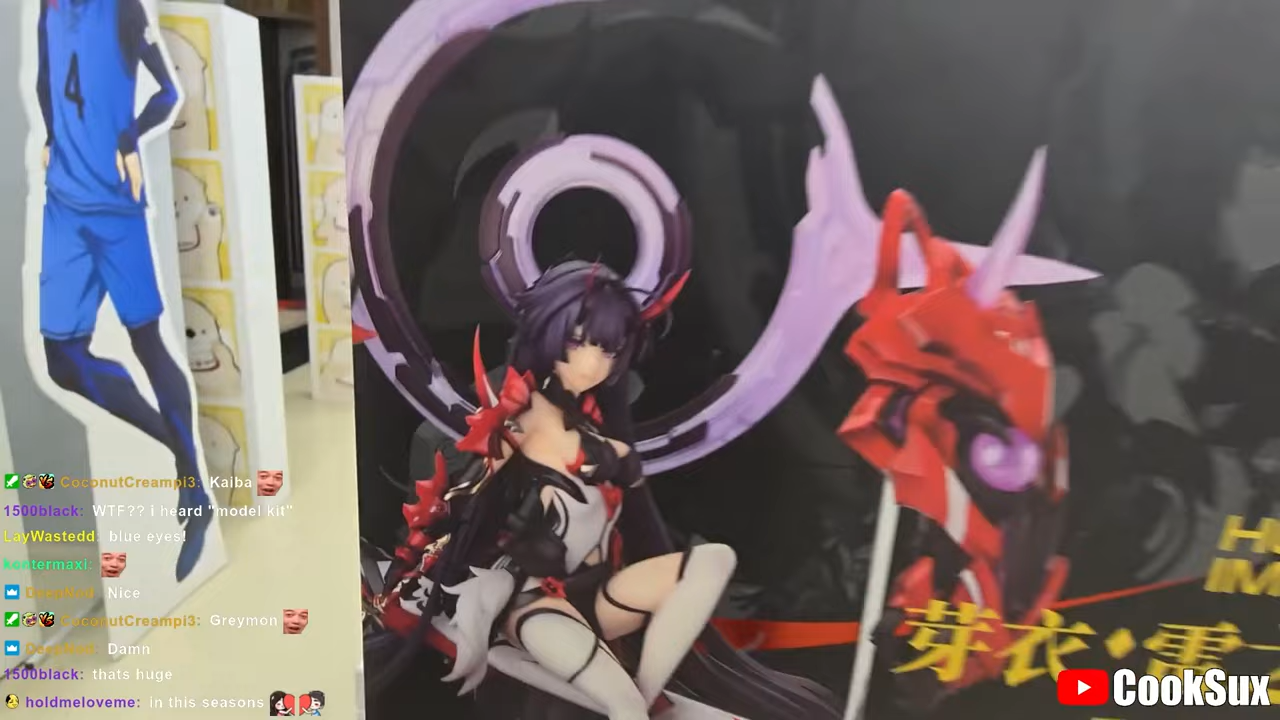 4
CoconutCreampi3: Kaiba
1500black: WTF?? i heard "model kit"
LayWastedd: blue eyes!
kentermaxi:
DeepNod: Nice
CoconutCreampi3: Greymon
DeepNod: Damn
1500black: thats huge
holdmeloveme: in this seasons
芽衣・雷
CookSux